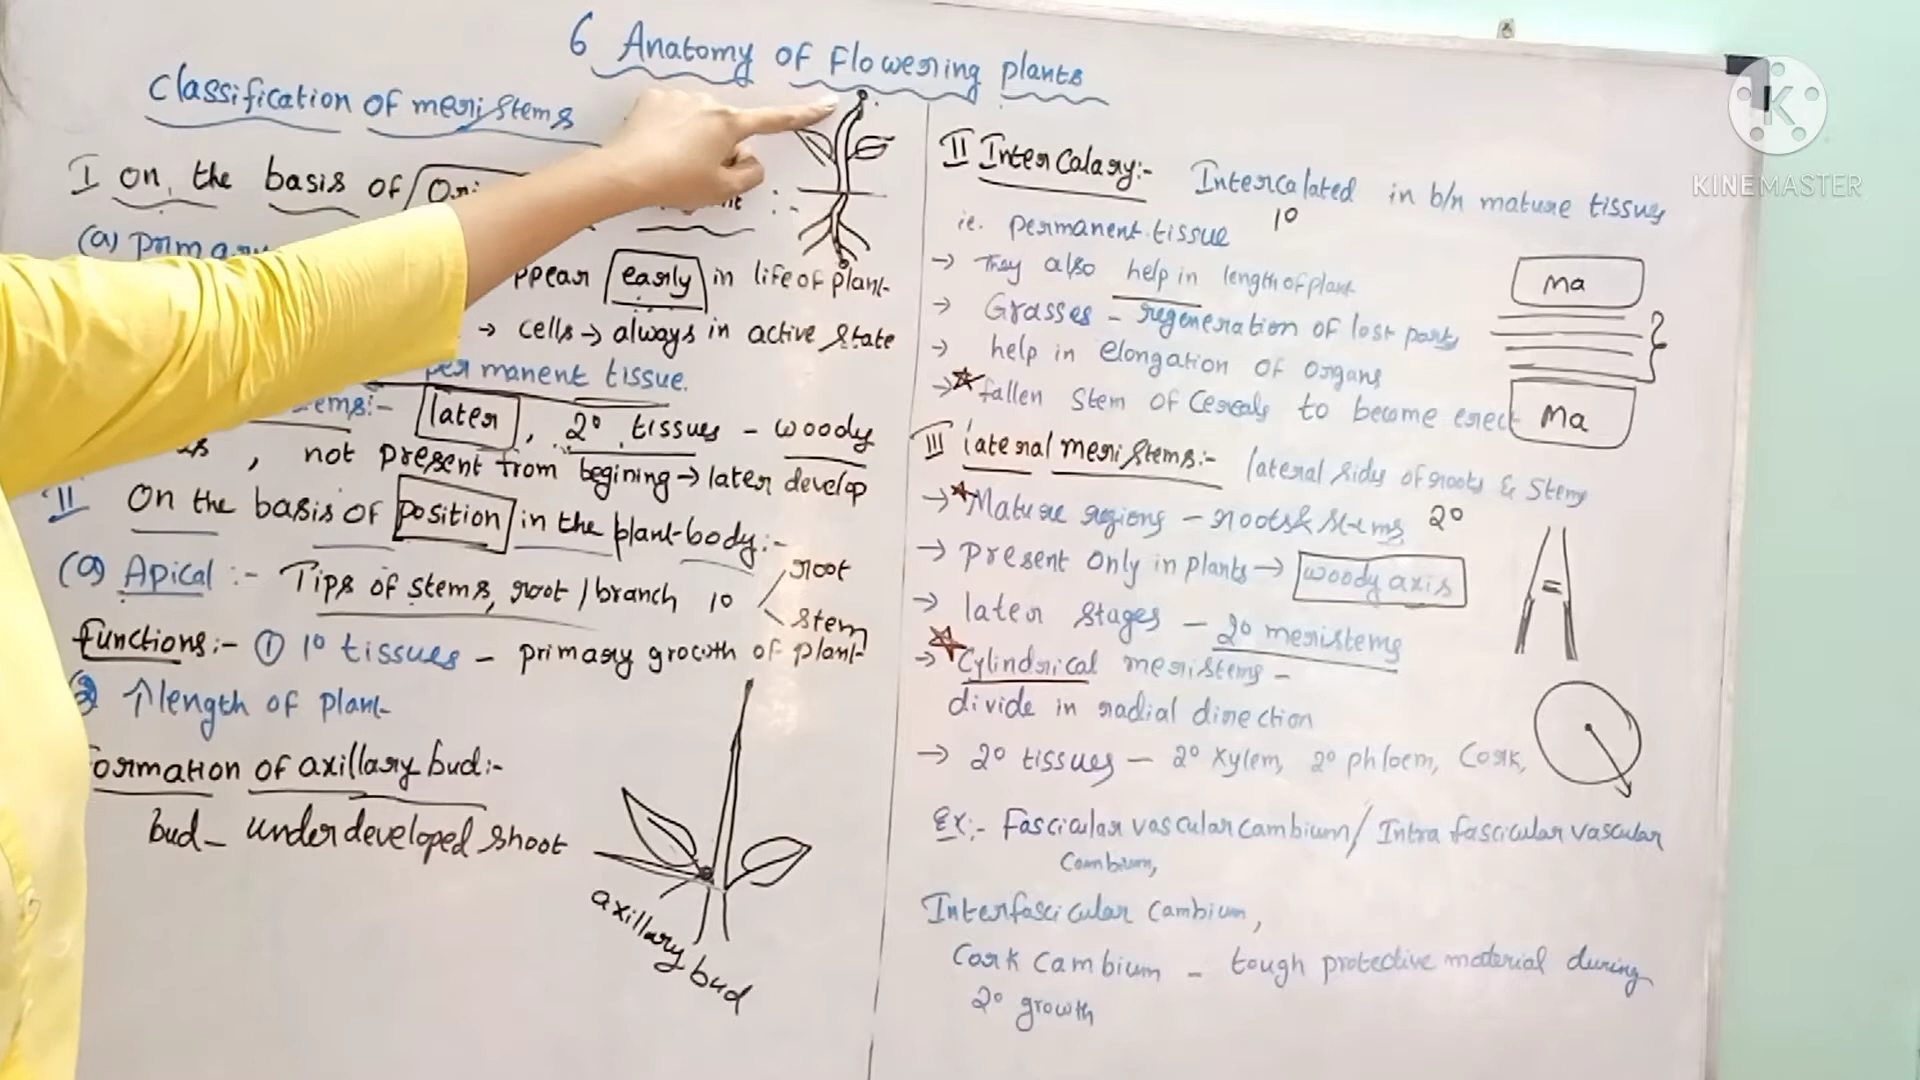 6 Anatomy of Flowering plants
Classification of meristems
I on the basis of
(a) primary
ppear early in life of plant
→ cells → always in active state
permanent tissue.
ems:- later, 2° tissues - woody
, not present from begining → later develop
II On the basis of position in the plant body:-
(a) Apical :- Tips of stems, root / branch 1°
root
stem
functions:- ① 1° tissues - primary growth of plant
② ↑ length of plant
ormation of axillary bud:-
bud - underdeveloped shoot
axillary bud
II Intercalary:- Intercalated in b/n mature tissues
ie. permanent tissue 1°
→ They also help in length of plant
→ Grasses - regeneration of lost parts
→ help in elongation of organs
→ ☆ fallen stem of cereals to become erect
Ma
Ma
III lateral meristems:- lateral sides of roots & stems
→ ☆ Mature regions - roots & stems 2°
→ present only in plants → woody axis
→ later stages - 2° meristems
→ ☆ Cylindrical meristems -
divide in radial direction
→ 2° tissues - 2° xylem, 2° phloem, Cork,
Ex:- Fascicular vascular cambium / Intra fascicular vascular
Cambium,
Interfascicular Cambium,
Cork Cambium - tough protective material during
2° growth
K
KINEMASTER